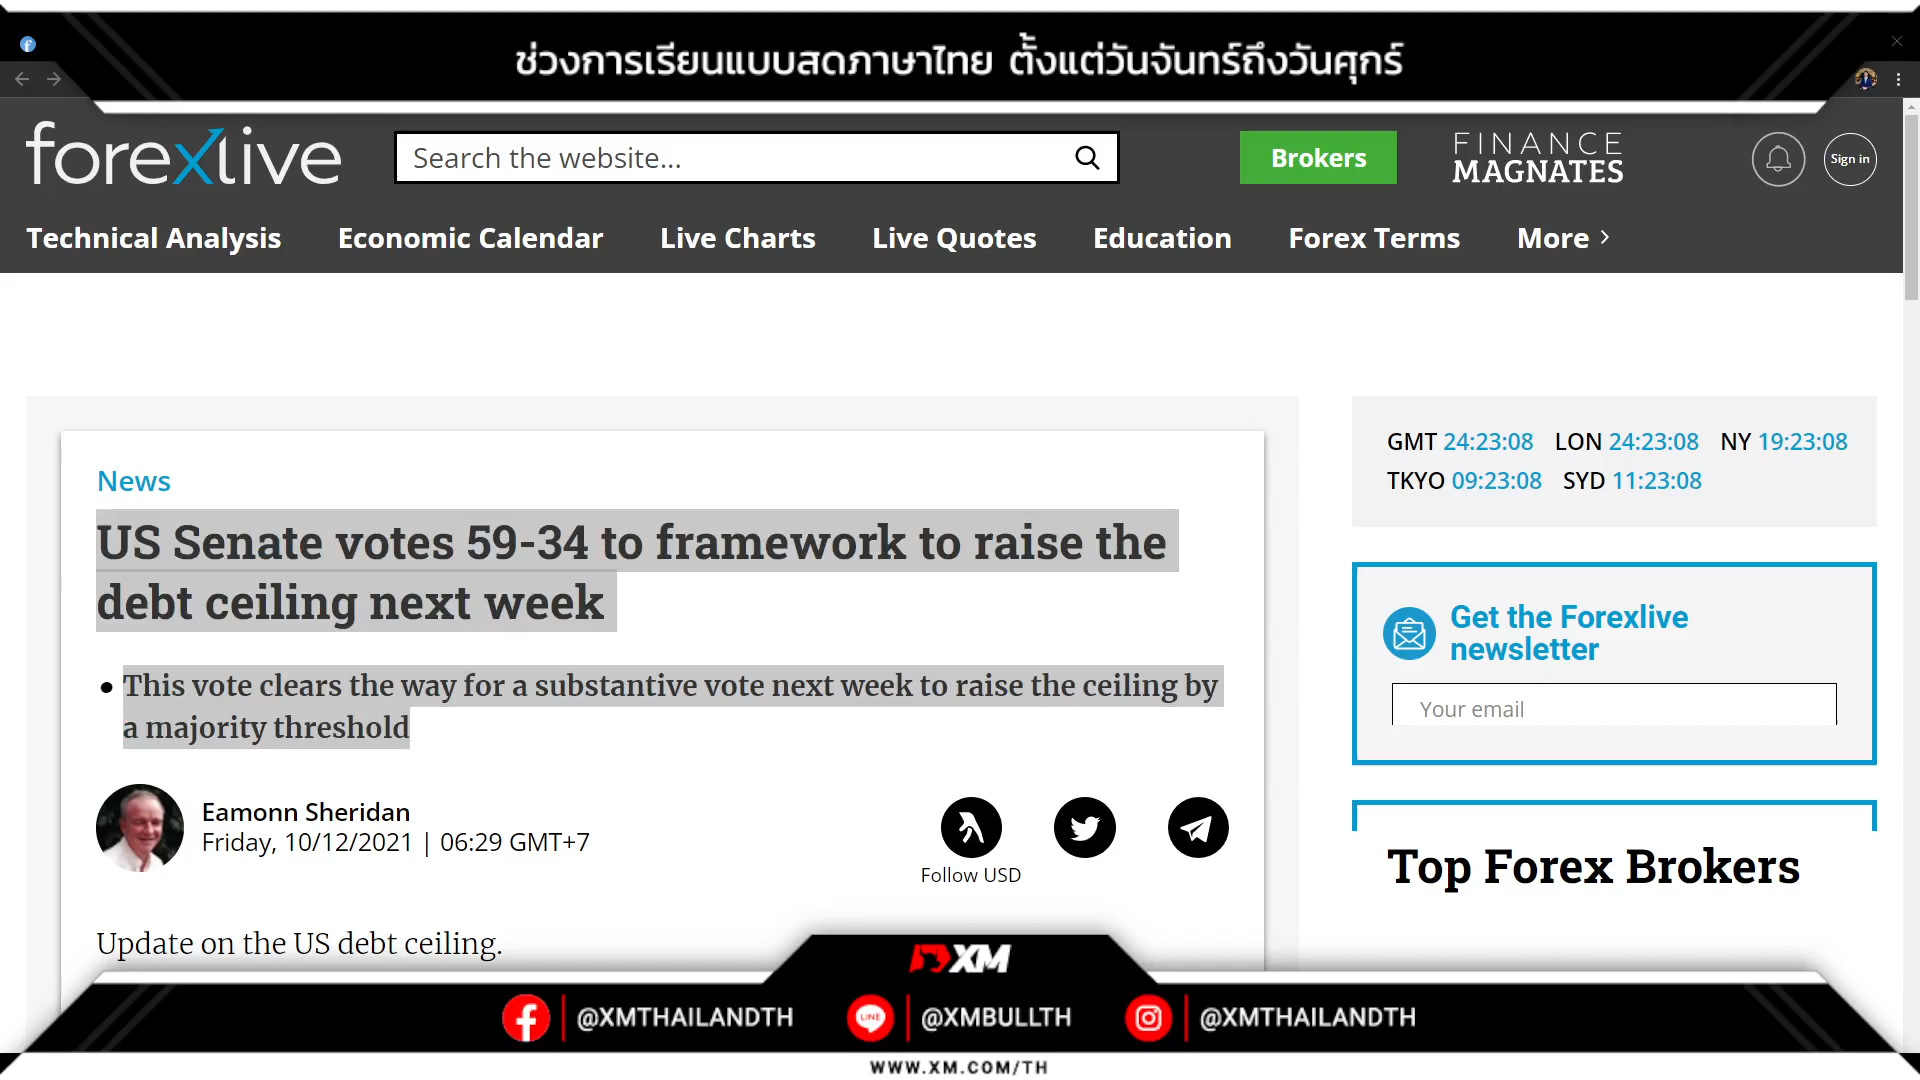 ช่วงการเรียนแบบสดภาษาไทย ตั้งแต่วันจันทร์ถึงวันศุกร์
forexlive
Search the website...
Brokers
FINANCE
MAGNATES
Sign in
Technical Analysis Economic Calendar Live Charts Live Quotes Education Forex Terms More
GMT 24:23:08 LON 24:23:08 NY 19:23:08
TKYO 09:23:08 SYD 11:23:08
News
US Senate votes 59-34 to framework to raise the
debt ceiling next week
This vote clears the way for a substantive vote next week to raise the ceiling by
a majority threshold
Eamonn Sheridan
Friday, 10/12/2021 | 06:29 GMT+7
Follow USD
Update on the US debt ceiling.
Get the Forexlive
newsletter
Your email
Top Forex Brokers
XM
@XMTHAILANDTH LINE @XMBULLTH @XMTHAILANDTH
WWW.XM.COM/TH